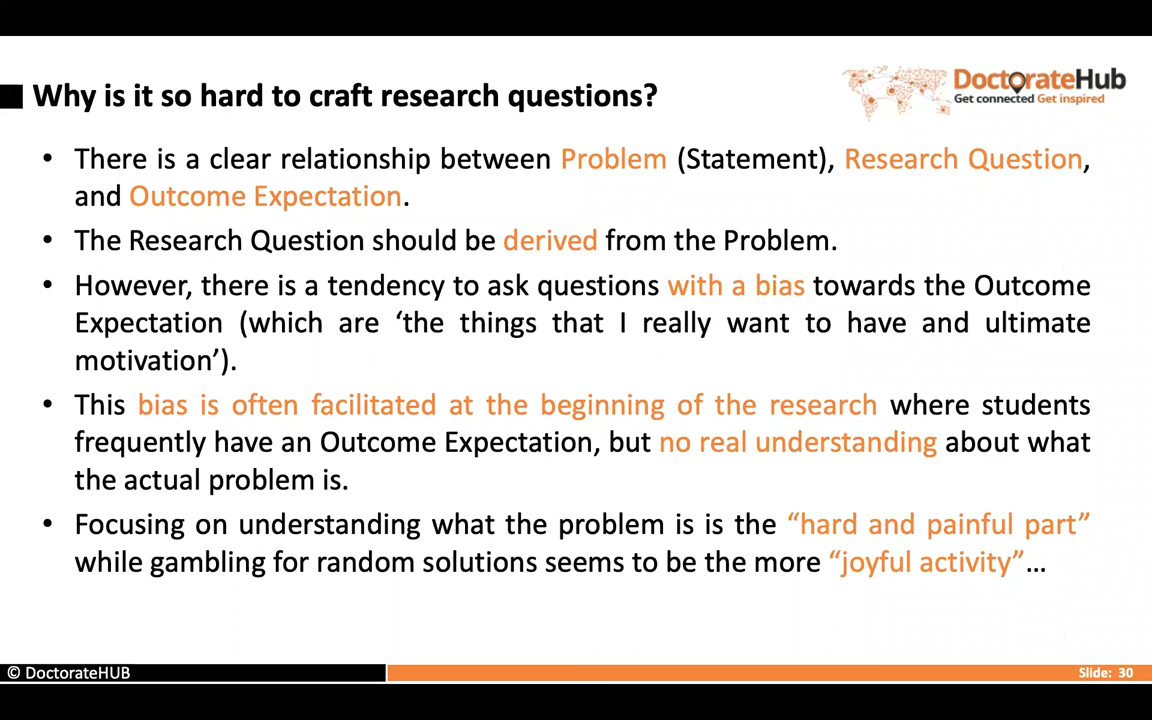 Why is it so hard to craft research questions?
DoctorateHub
Get connected Get inspired
• There is a clear relationship between Problem (Statement), Research Question,
and Outcome Expectation.
• The Research Question should be derived from the Problem.
• However, there is a tendency to ask questions with a bias towards the Outcome
Expectation (which are ‘the things that I really want to have and ultimate
motivation’).
• This bias is often facilitated at the beginning of the research where students
frequently have an Outcome Expectation, but no real understanding about what
the actual problem is.
• Focusing on understanding what the problem is is the “hard and painful part”
while gambling for random solutions seems to be the more “joyful activity”…
© DoctorateHUB
Slide: 30